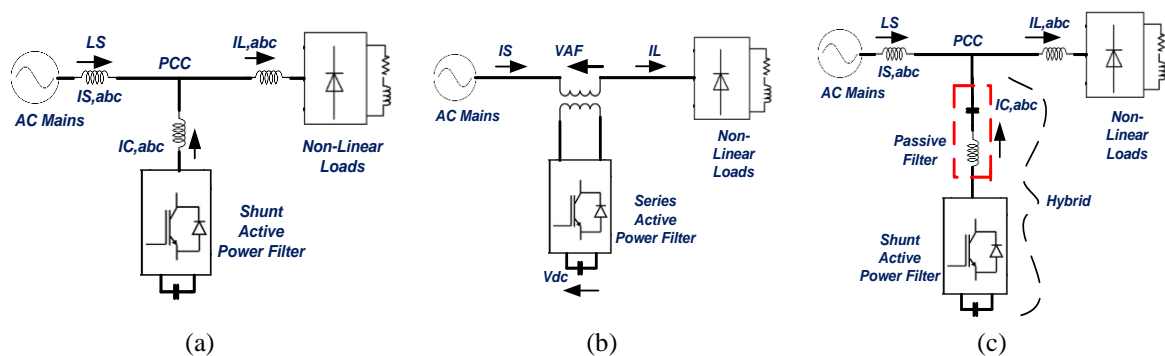 LS
IL,abc
PCC
IS,abc
AC Mains
IC,abc
Non-Linear
Loads
Shunt
Active
Power Filter
(a)
IS
VAF
IL
AC Mains
Non-
Linear
Loads
Series
Active
Power Filter
Vdc
(b)
LS
IL,abc
PCC
IS,abc
AC Mains
IC,abc
Passive
Filter
Non-
Linear
Loads
Hybrid
Shunt
Active
Power Filter
(c)